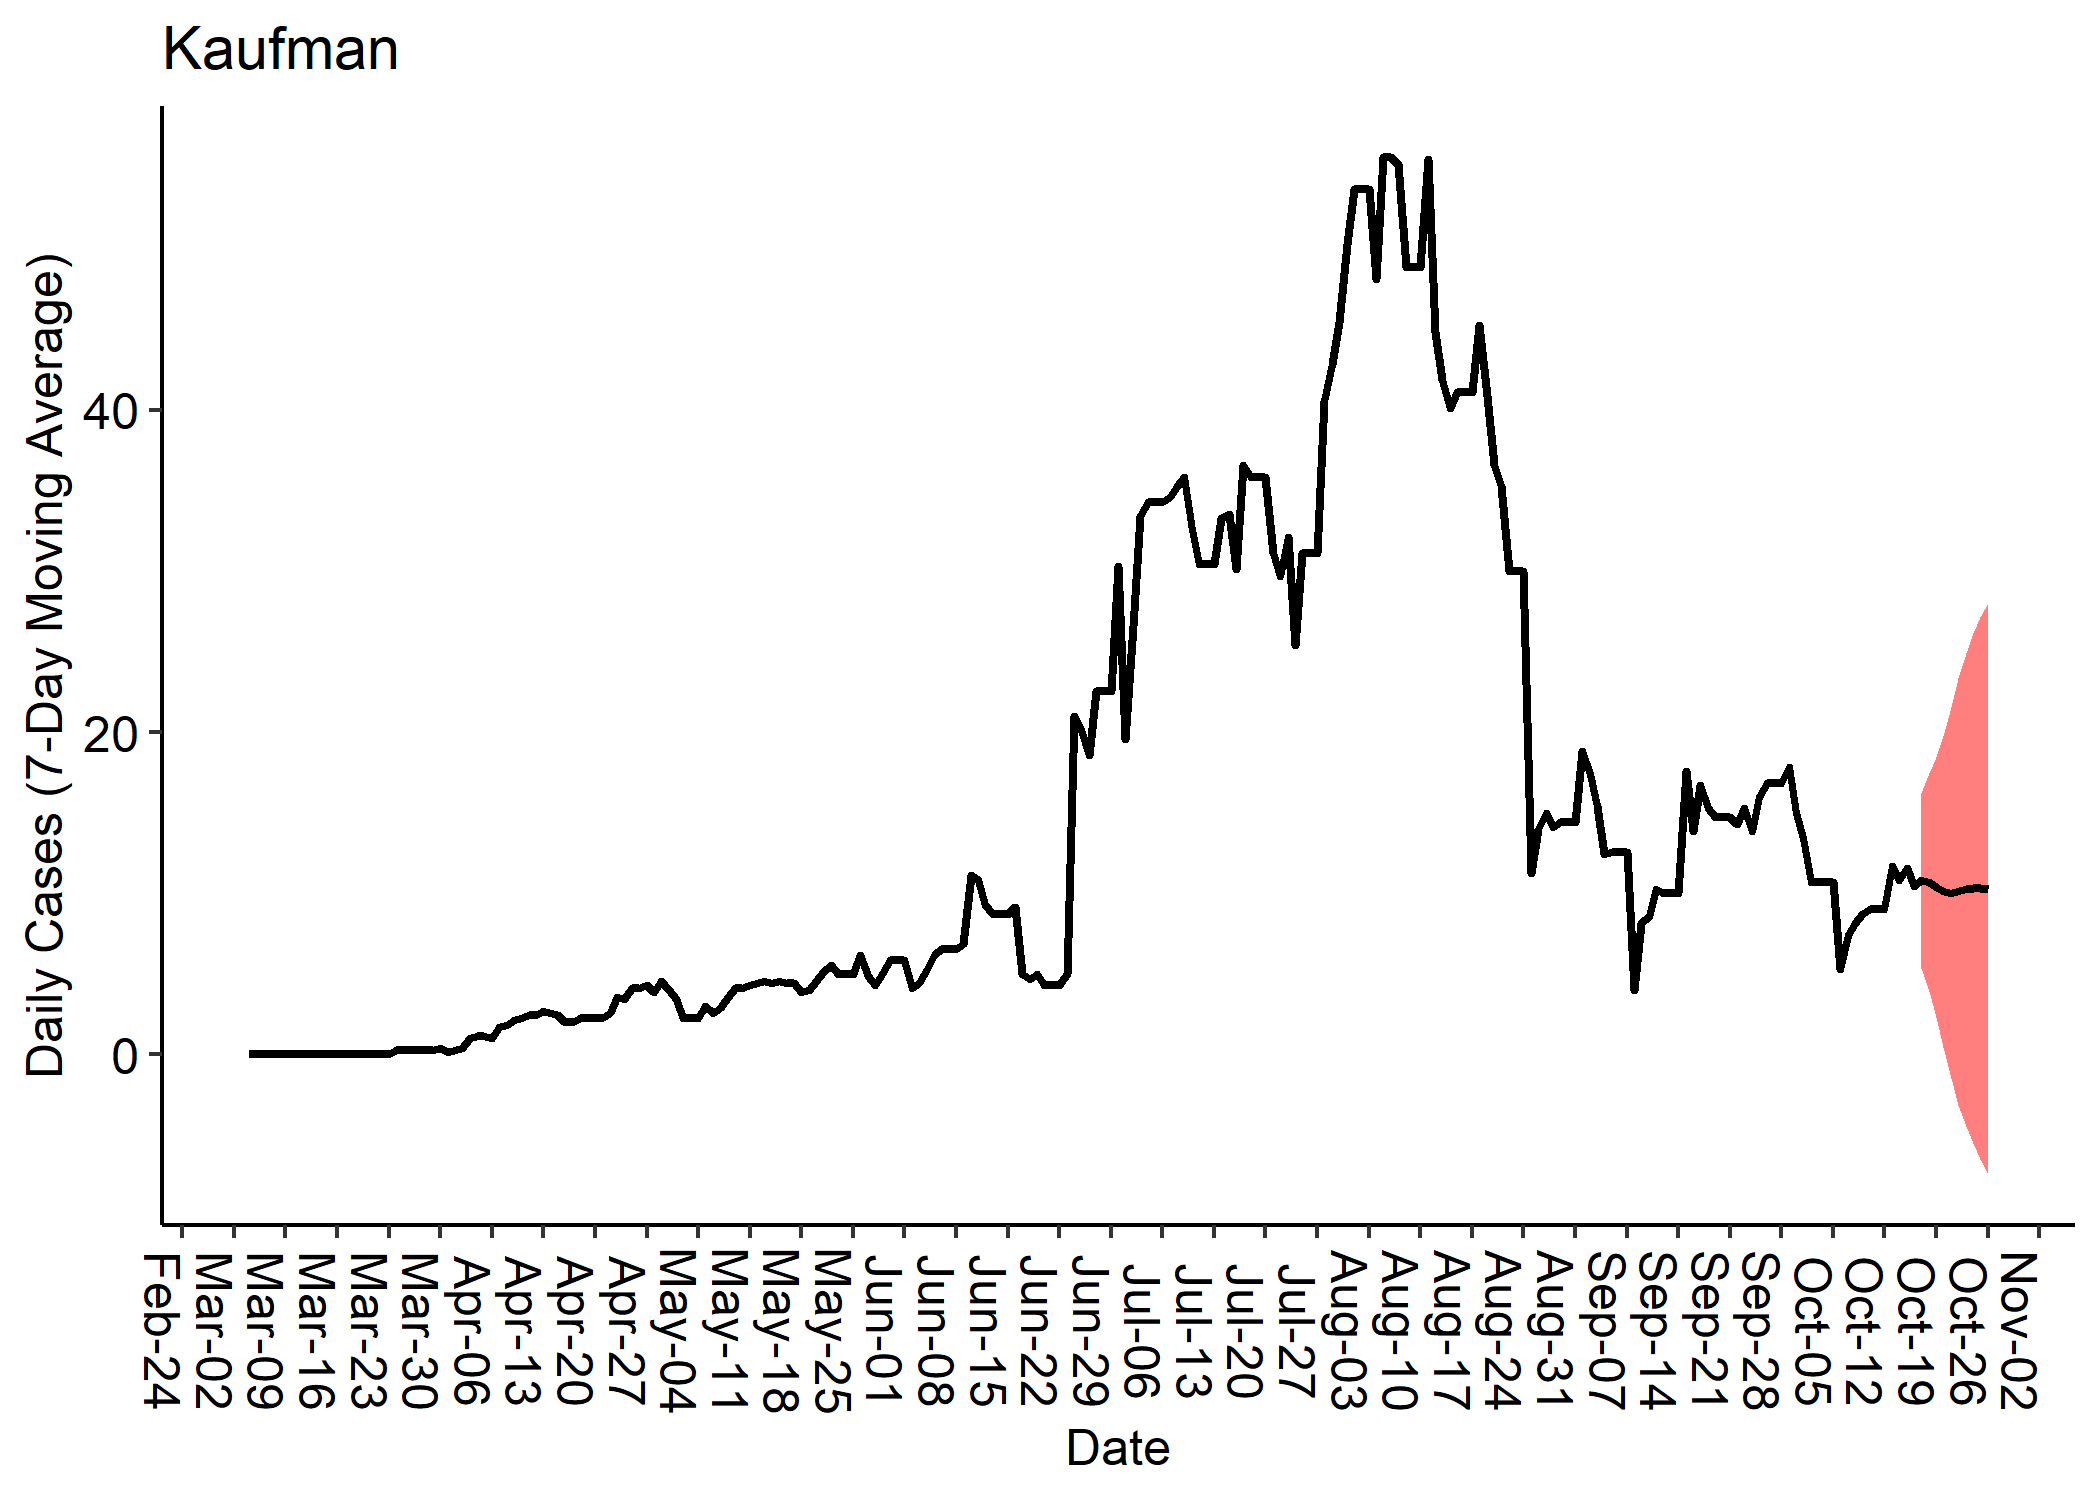 Kaufman
Daily Cases (7-Day Moving Average)
40
20
0
Feb-24
Mar-02
Mar-09
Mar-16
Mar-23
Mar-30
Apr-06
Apr-13
Apr-20
Apr-27
May-04
May-11
May-18
May-25
Jun-01
Jun-08
Jun-15
Jun-22
Jun-29
Jul-06
Jul-13
Jul-20
Jul-27
Aug-03
Aug-10
Aug-17
Aug-24
Aug-31
Sep-07
Sep-14
Sep-21
Sep-28
Oct-05
Oct-12
Oct-19
Oct-26
Nov-02
Date